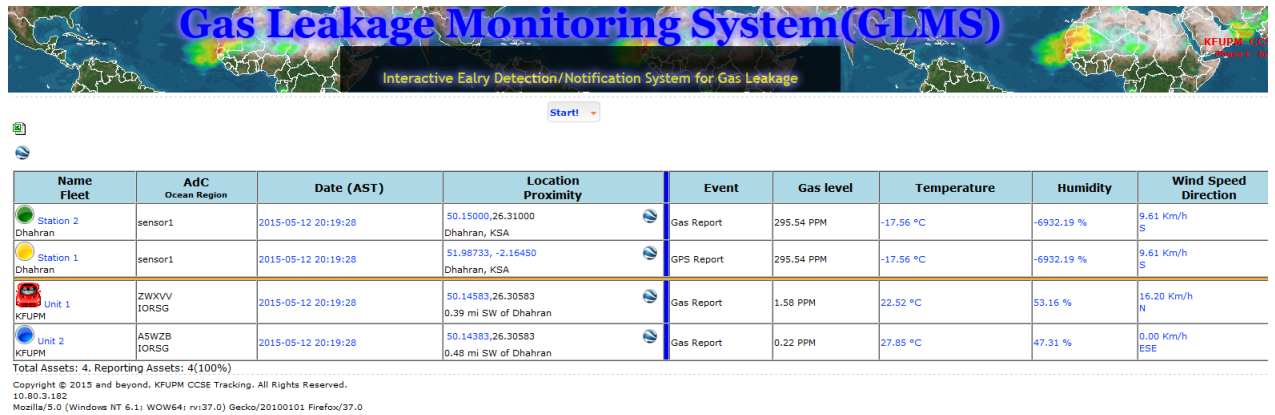 Gas Leakage Monitoring System(GLMS)
KFUPM CCSE
Interactive Ealry Detection/Notification System for Gas Leakage
Start!
Name AdC Date (AST) Location Event Gas level Temperature Humidity Wind Speed
Fleet Ocean Region Proximity Direction
Station 2 sensor1 2015-05-12 20:19:28 50.15000,26.31000 Gas Report 295.54 PPM -17.56 °C -6932.19 % 9.61 Km/h
Dhahran Dhahran, KSA S
Station 1 sensor1 2015-05-12 20:19:28 51.98733, -2.16450 GPS Report 295.54 PPM -17.56 °C -6932.19 % 9.61 Km/h
Dhahran Dhahran, KSA S
Unit 1 ZWXVV 2015-05-12 20:19:28 50.14583,26.30583 Gas Report 1.58 PPM 22.52 °C 53.16 % 16.20 Km/h
KFUPM IORSG 0.39 mi SW of Dhahran N
Unit 2 A5WZB 2015-05-12 20:19:28 50.14383,26.30583 Gas Report 0.22 PPM 27.85 °C 47.31 % 0.00 Km/h
KFUPM IORSG 0.48 mi SW of Dhahran ESE
Total Assets: 4. Reporting Assets: 4(100%)
Copyright © 2015 and beyond, KFUPM CCSE Tracking. All Rights Reserved.
10.80.3.182
Mozilla/5.0 (Windows NT 6.1; WOW64; rv:37.0) Gecko/20100101 Firefox/37.0